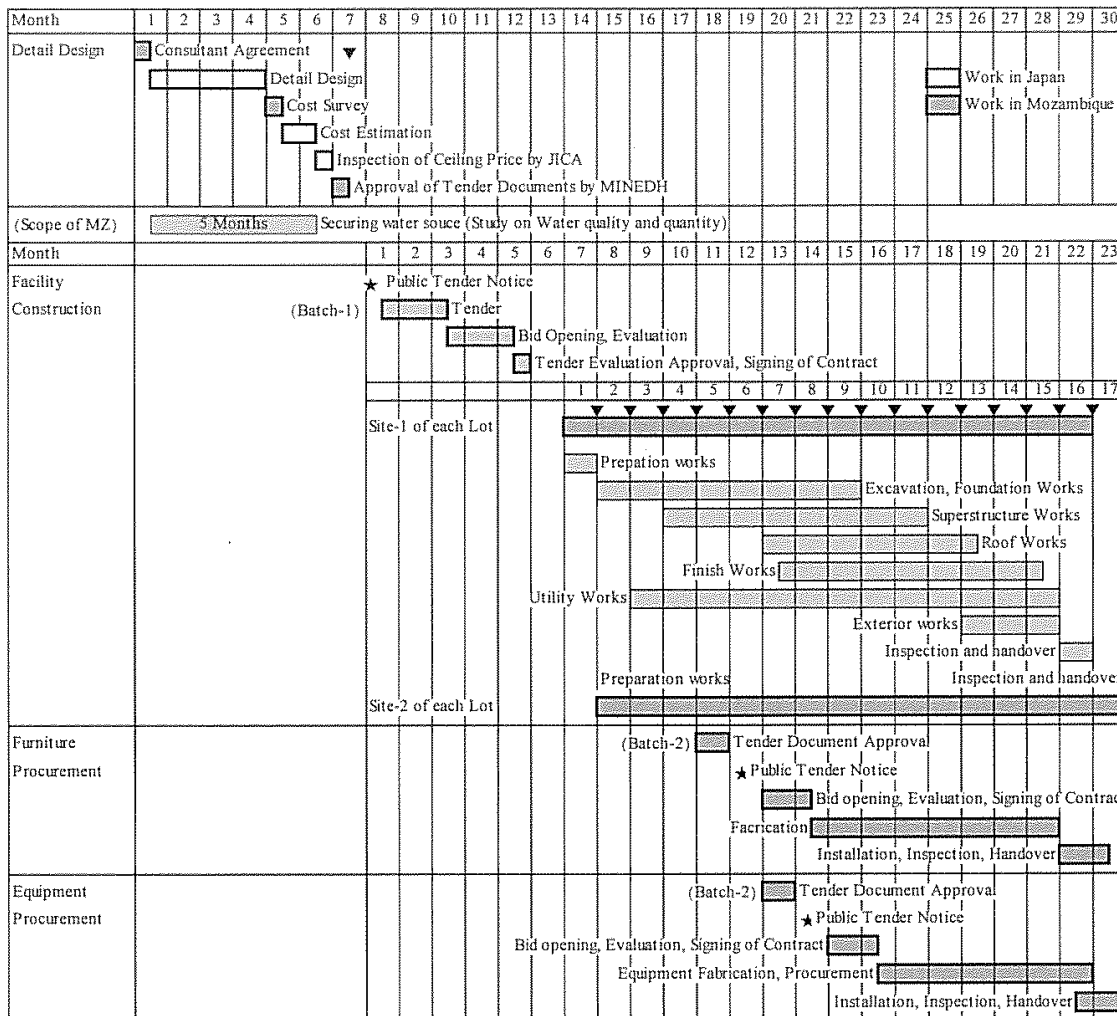 Month 1 2 3 4 5 6 7 8 9 10 11 12 13 14 15 16 17 18 19 20 21 22 23 24 25 26 27 28 29 30
Detail Design Consultant Agreement
Detail Design Work in Japan
Cost Survey Work in Mozambique
Cost Estimation
Inspection of Ceiling Price by JICA
Approval of Tender Documents by MINEDH
(Scope of MZ) 5 Months Securing water souce (Study on Water quality and quantity)
Month 1 2 3 4 5 6 7 8 9 10 11 12 13 14 15 16 17 18 19 20 21 22 23
Facility ★ Public Tender Notice
Construction (Batch-1) Tender
Bid Opening, Evaluation
Tender Evaluation Approval, Signing of Contract
1 2 3 4 5 6 7 8 9 10 11 12 13 14 15 16 17
Site-1 of each Lot
Prepation works
Excavation, Foundation Works
Superstructure Works
Roof Works
Finish Works
Utility Works
Exterior works
Inspection and handover
Preparation works Inspection and handover
Site-2 of each Lot
Furniture (Batch-2) Tender Document Approval
Procurement ★ Public Tender Notice
Bid opening, Evaluation, Signing of Contrac
Facrication
Installation, Inspection, Handover
Equipment (Batch-2) Tender Document Approval
Procurement ★ Public Tender Notice
Bid opening, Evaluation, Signing of Contract
Equipment Fabrication, Procurement
Installation, Inspection, Handover